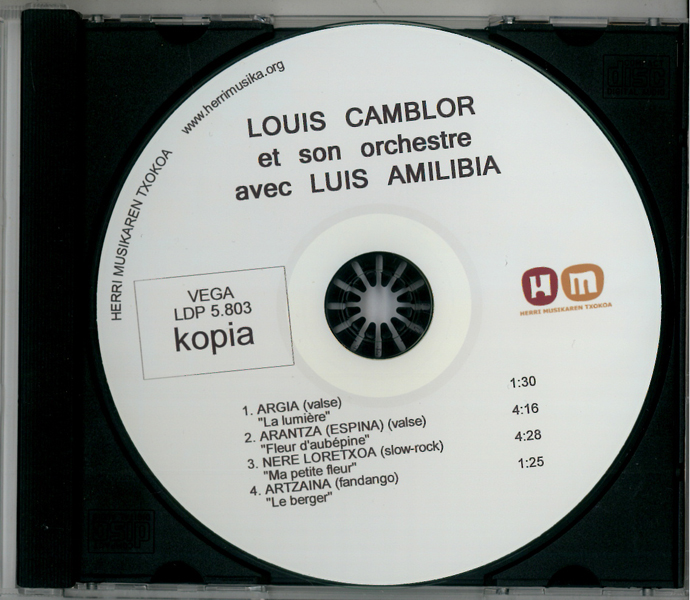 www.herrimusika.org
HERRI MUSIKAREN TXOKOA
LOUIS CAMBLOR
et son orchestre
avec LUIS AMILIBIA
VEGA
LDP 5.803
kopia
H m
HERRI MUSIKAREN TXOKOA
1. ARGIA (valse) 1:30
"La lumière"
2. ARANTZA (ESPINA) (valse) 4:16
"Fleur d'aubépine"
3. NERE LORETXOA (slow-rock) 4:28
"Ma petite fleur"
4. ARTZAINA (fandango) 1:25
"Le berger"